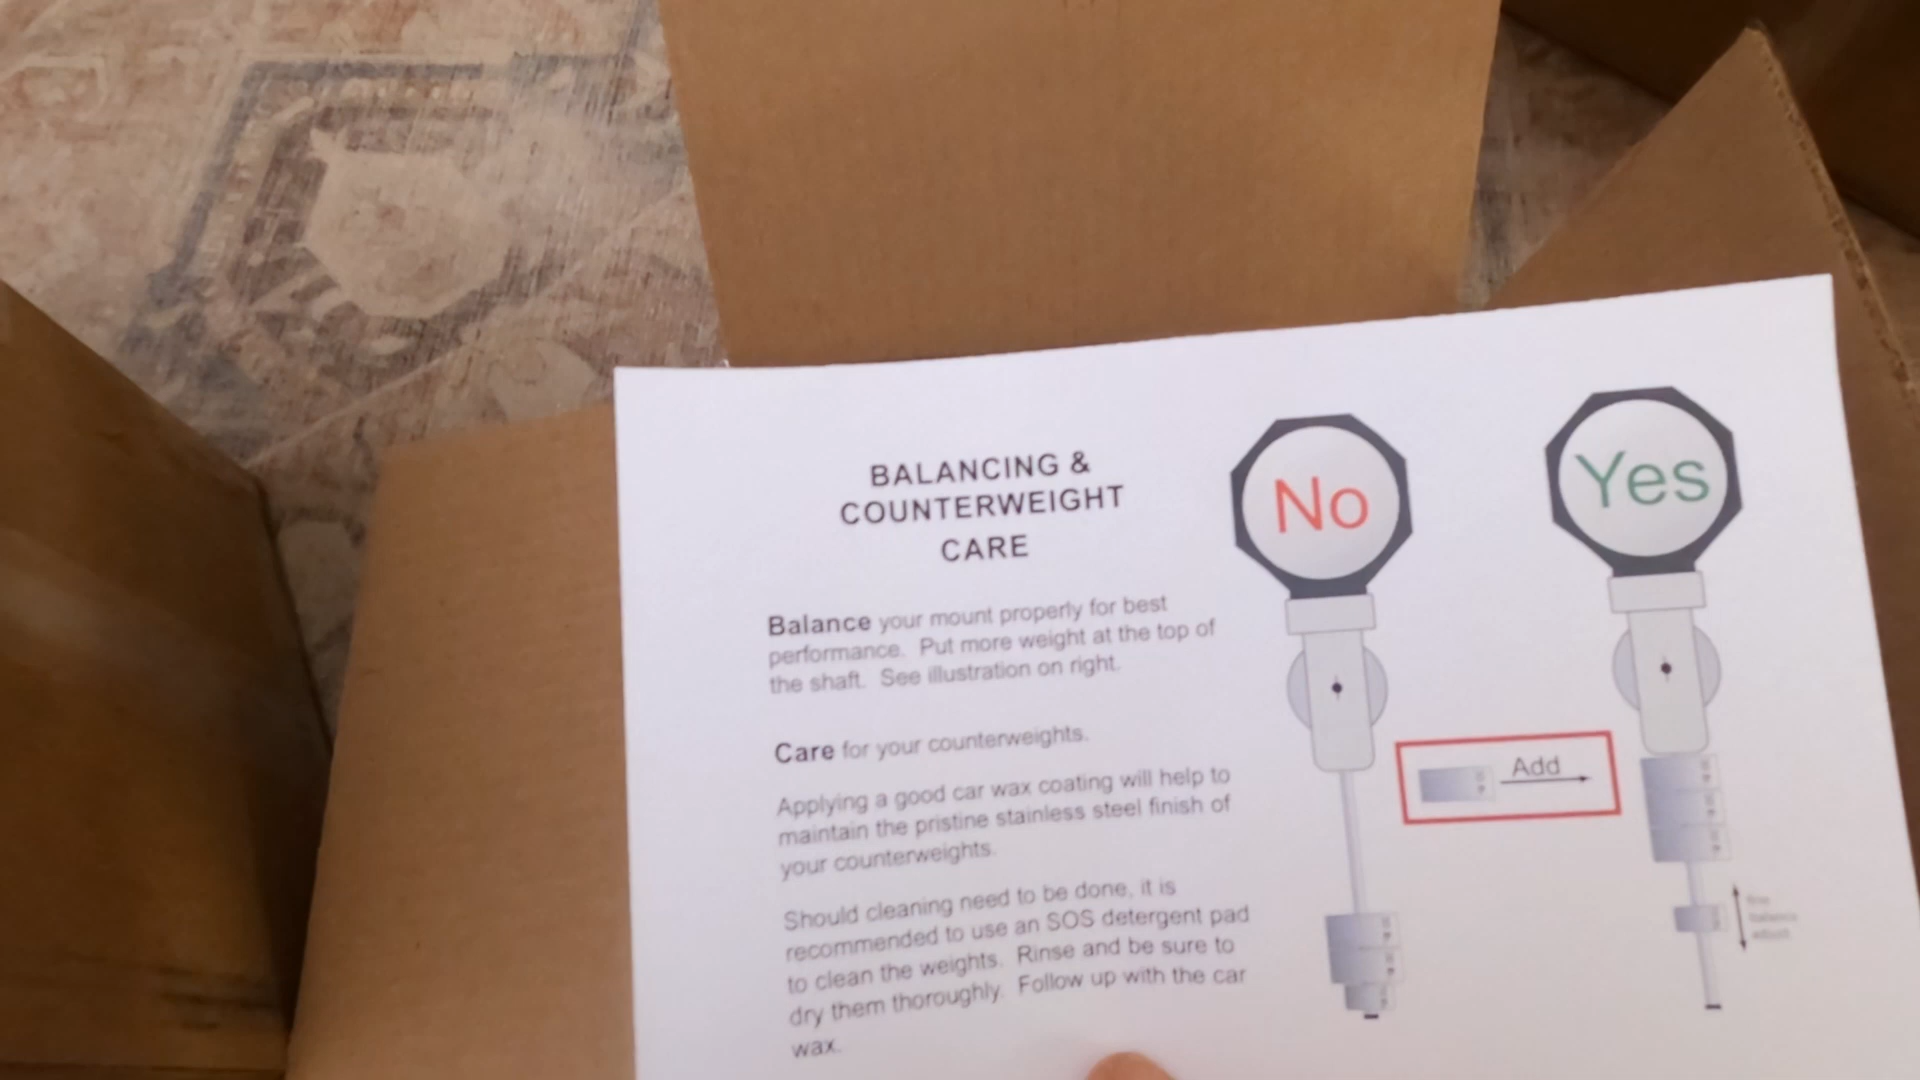 BALANCING &
COUNTERWEIGHT
CARE
Balance your mount properly for best
performance. Put more weight at the top of
the shaft. See illustration on right.
Care for your counterweights.
Applying a good car wax coating will help to
maintain the pristine stainless steel finish of
your counterweights.
Should cleaning need to be done, it is
recommended to use an SOS detergent pad
to clean the weights. Rinse and be sure to
dry them thoroughly. Follow up with the car
wax.
No
Yes
Add
balance
adjust